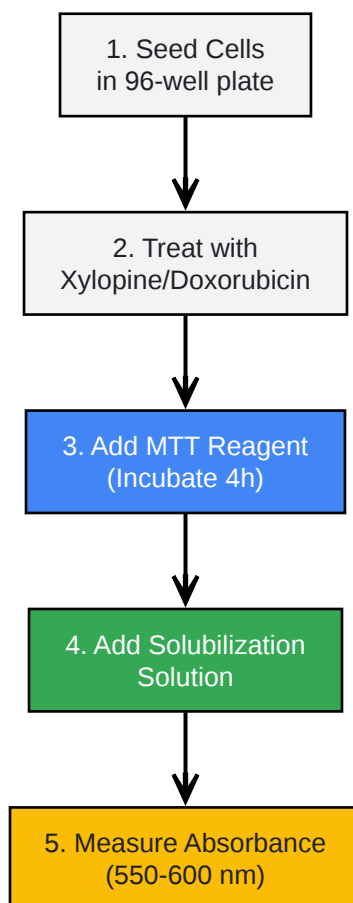 1. Seed Cells
in 96-well plate
2. Treat with
Xylopine/Doxorubicin
3. Add MTT Reagent
(Incubate 4h)
4. Add Solubilization
Solution
5. Measure Absorbance
(550-600 nm)